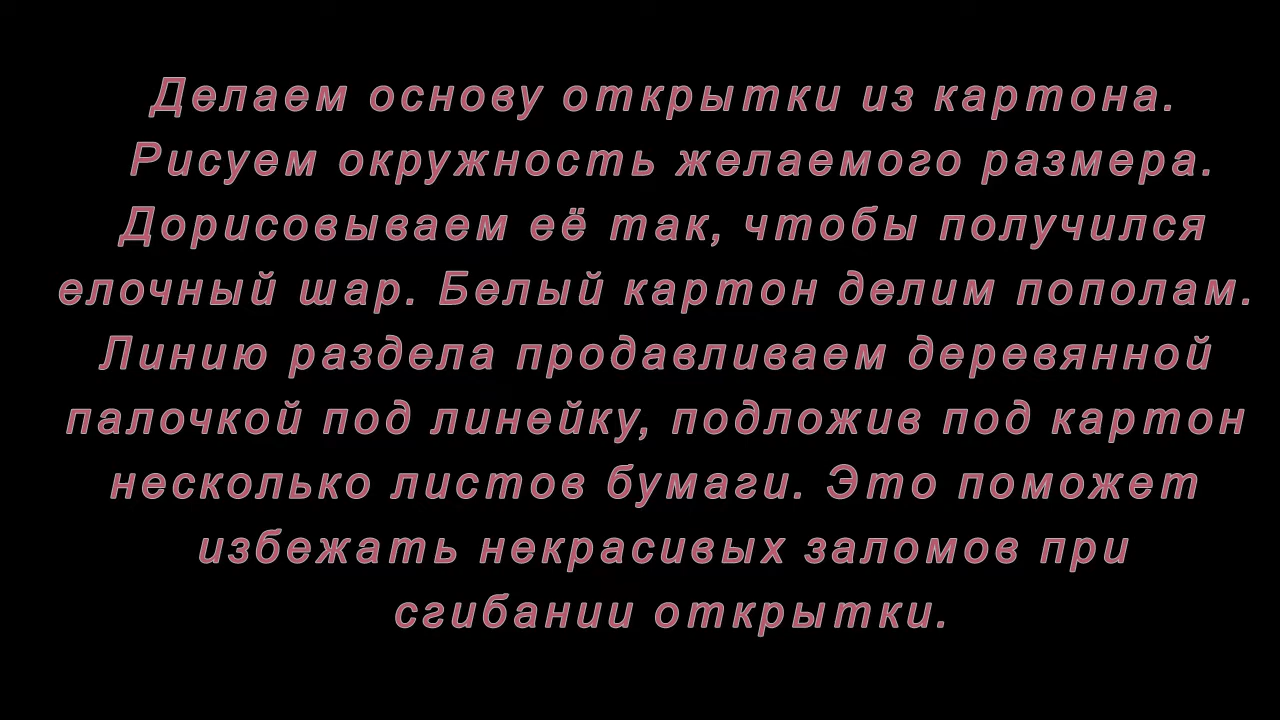 Делаем основу открытки из картона.
Рисуем окружность желаемого размера.
Дорисовываем её так, чтобы получился
елочный шар. Белый картон делим пополам.
Линию раздела продавливаем деревянной
палочкой под линейку, подложив под картон
несколько листов бумаги. Это поможет
избежать некрасивых заломов при
сгибании открытки.